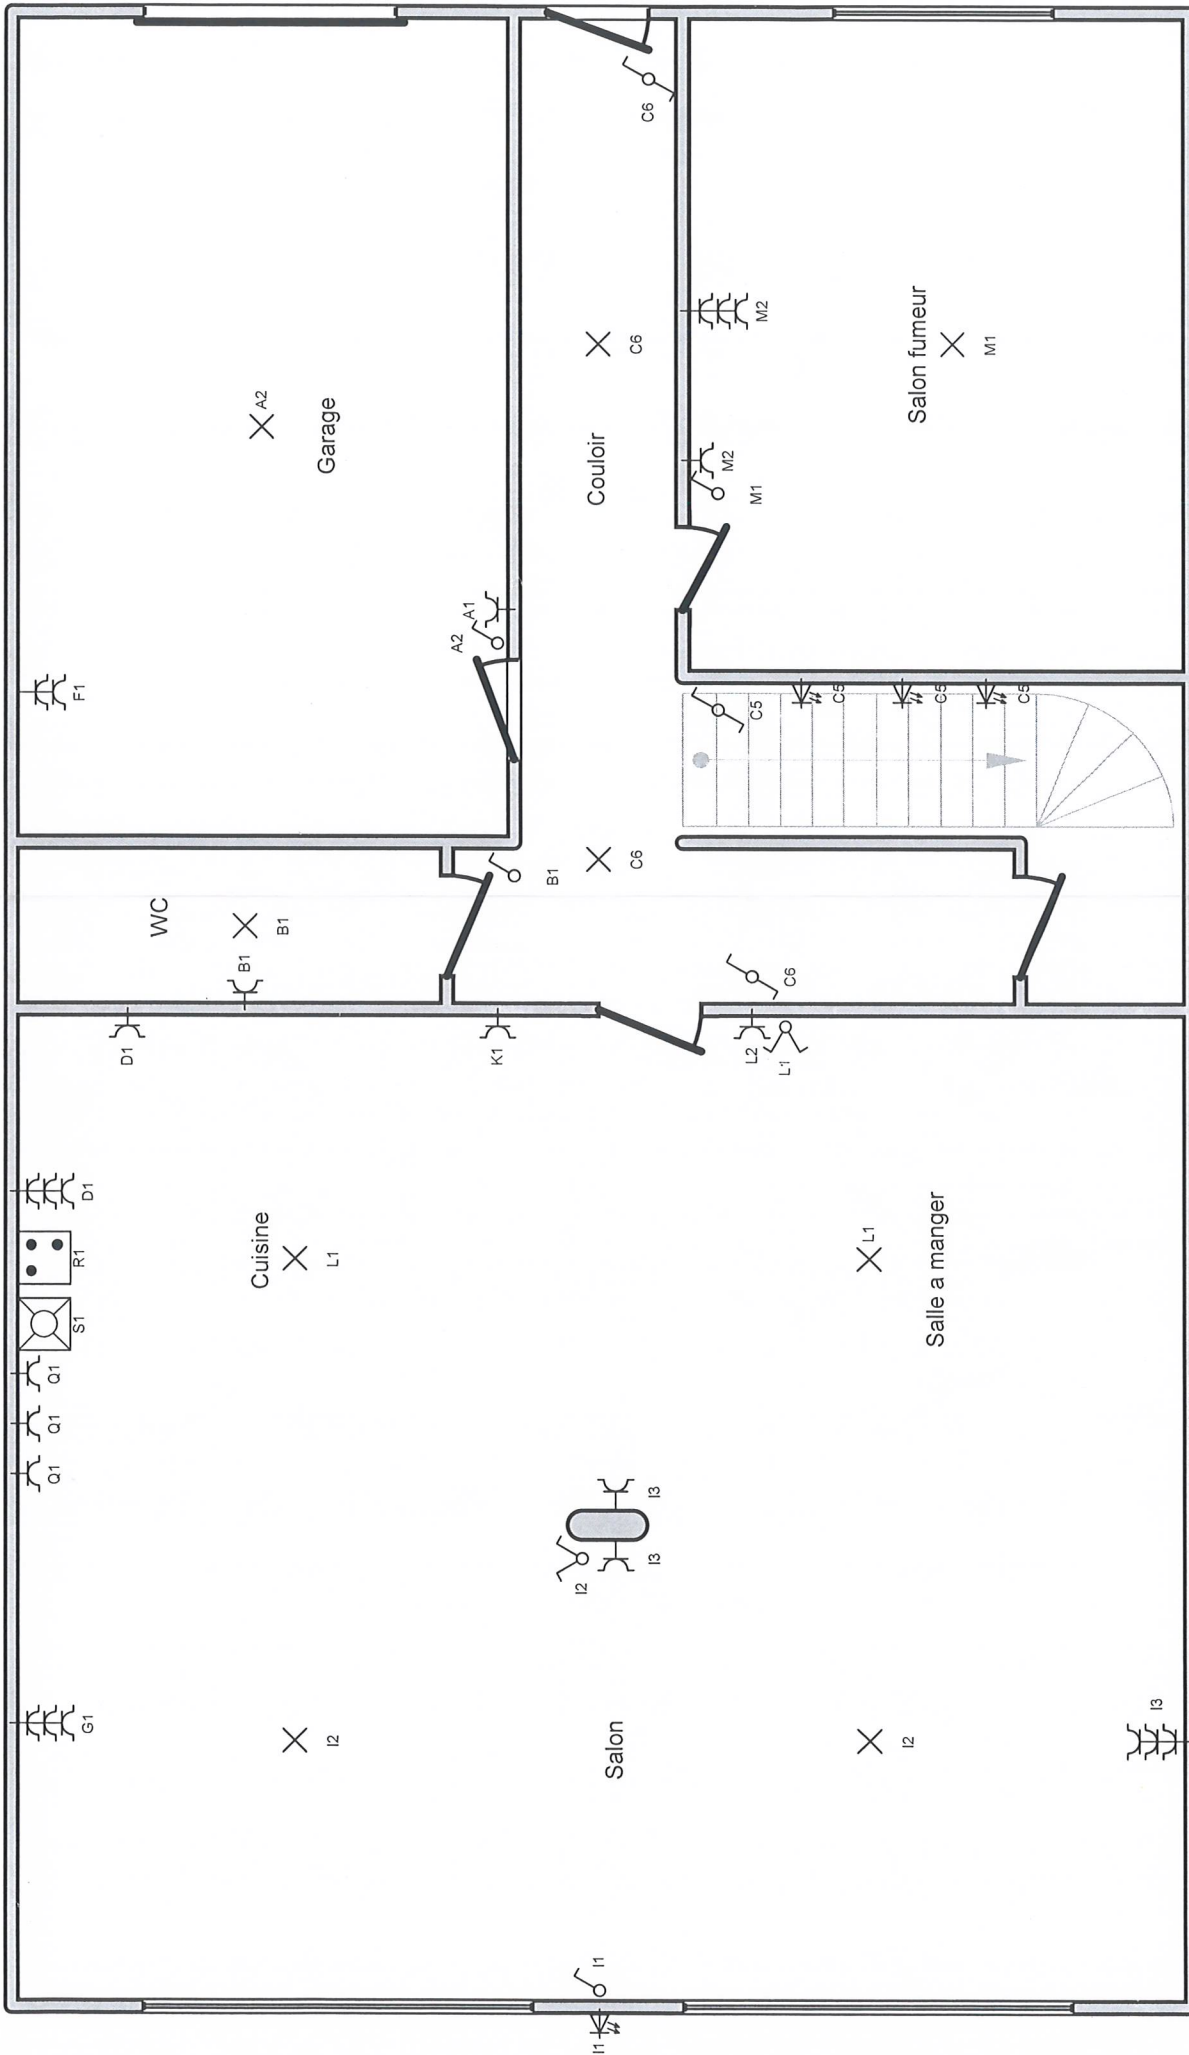 I1
I1
G1
I2
Salon
I2
I3
I2
I3
I3
Q1
Q1
Q1
S1
R1
D1
Cuisine
L1
L1
Salle a manger
D1
K1
L2
L1
B1
WC
B1
B1
C6
C6
F1
A2
A1
Garage
A2
Couloir
C6
C6
C5
C5
C5
C5
M1
M2
M2
Salon fumeur
M1